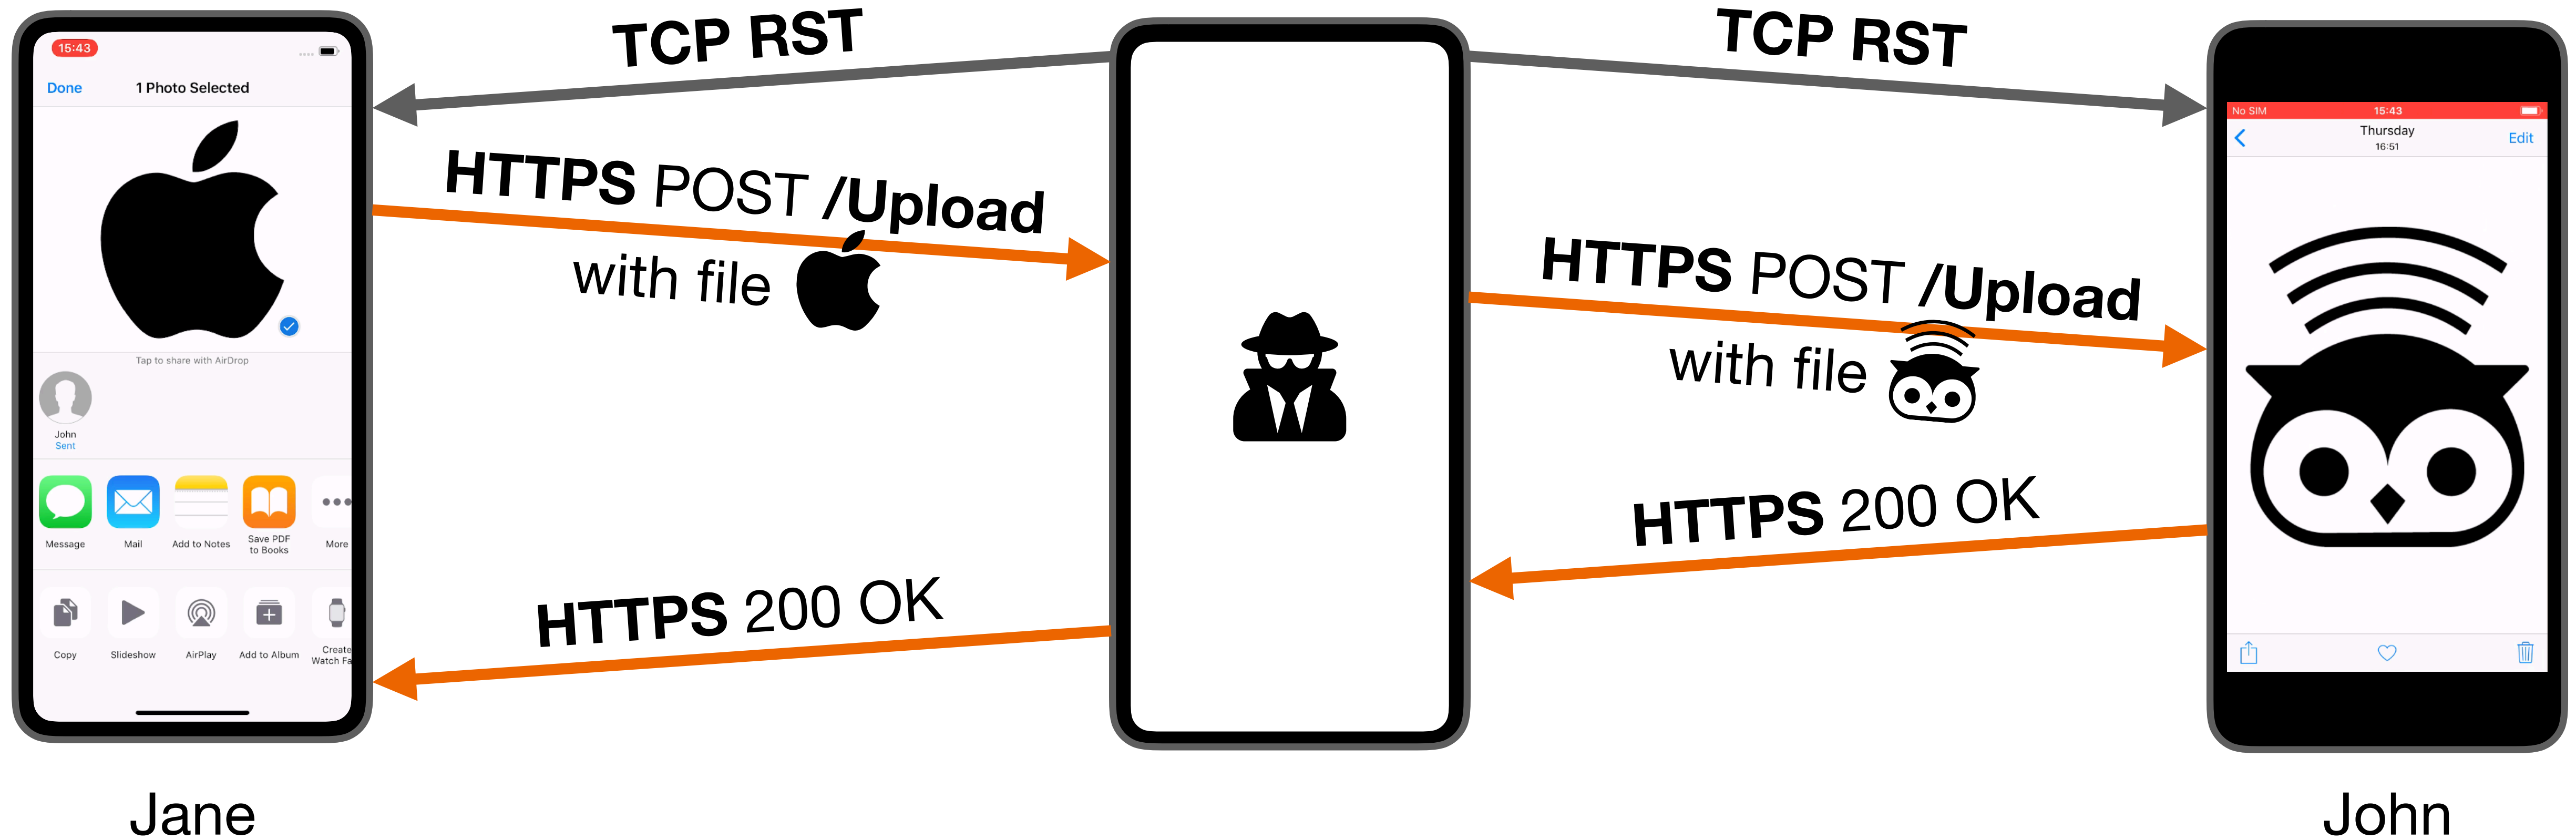 15:43
Done
1 Photo Selected
Tap to share with AirDrop
John
Sent
Message
Mail
Add to Notes
Save PDF
to Books
More
Copy
Slideshow
AirPlay
Add to Album
Create
Watch Fa
Jane
TCP RST
HTTPS POST /Upload
with file
HTTPS 200 OK
TCP RST
HTTPS POST /Upload
with file
HTTPS 200 OK
No SIM
15:43
Thursday
16:51
Edit
John